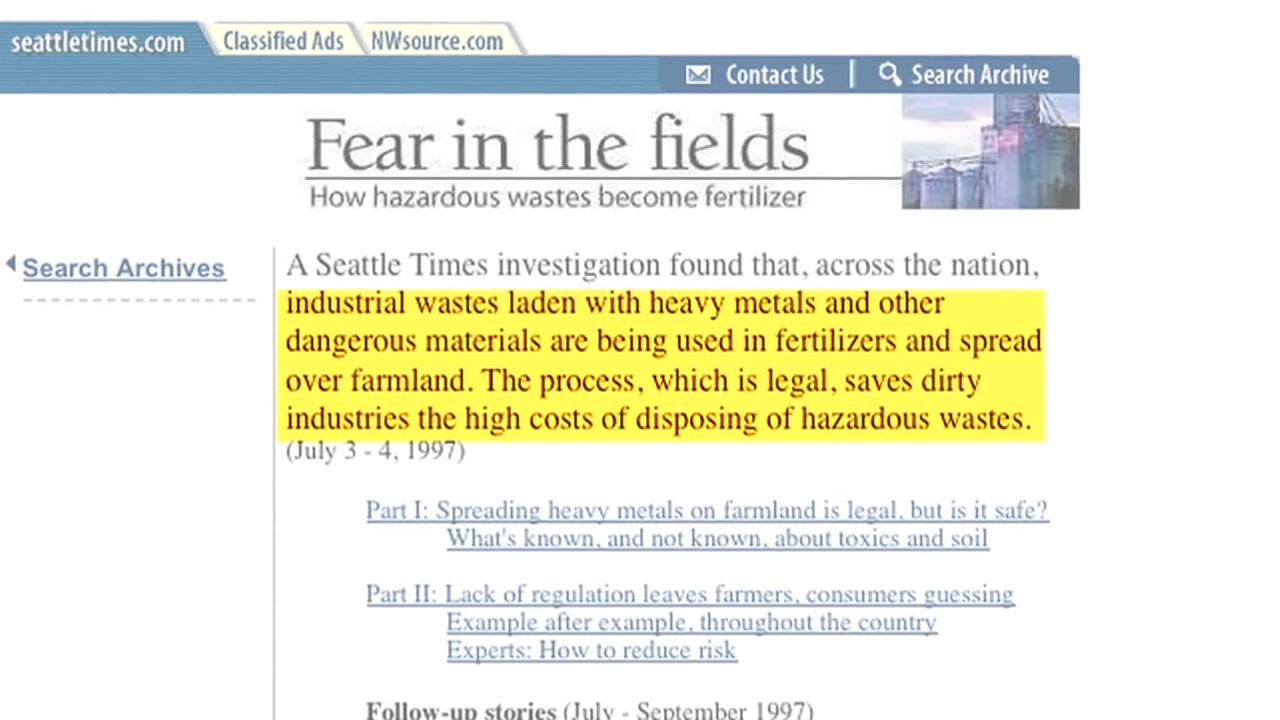 seattletimes.com Classified Ads NWsource.com
Contact Us Search Archive
Fear in the fields
How hazardous wastes become fertilizer
Search Archives
A Seattle Times investigation found that, across the nation,
industrial wastes laden with heavy metals and other
dangerous materials are being used in fertilizers and spread
over farmland. The process, which is legal, saves dirty
industries the high costs of disposing of hazardous wastes.
(July 3 - 4, 1997)
Part I: Spreading heavy metals on farmland is legal, but is it safe?
What's known, and not known, about toxics and soil
Part II: Lack of regulation leaves farmers, consumers guessing
Example after example, throughout the country
Experts: How to reduce risk
Follow-up stories (July - September 1997)